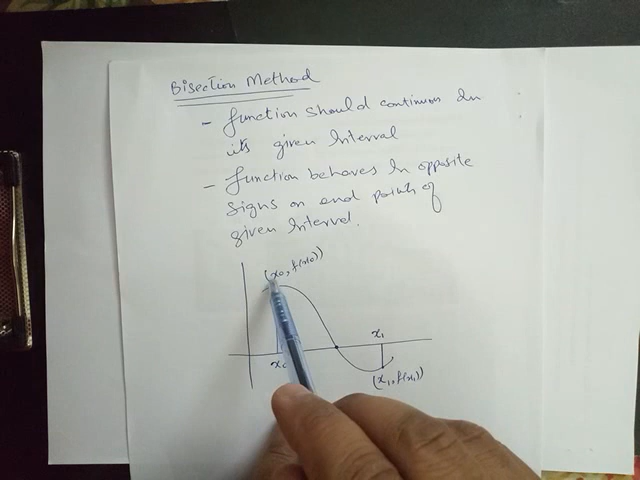 Bisection Method
- function should continuou In
its given Interval
- function behaves In opposite
signs on end points of
given Interval.
(x₀, f(x₀))
x₁
(x₁, f(x₁))